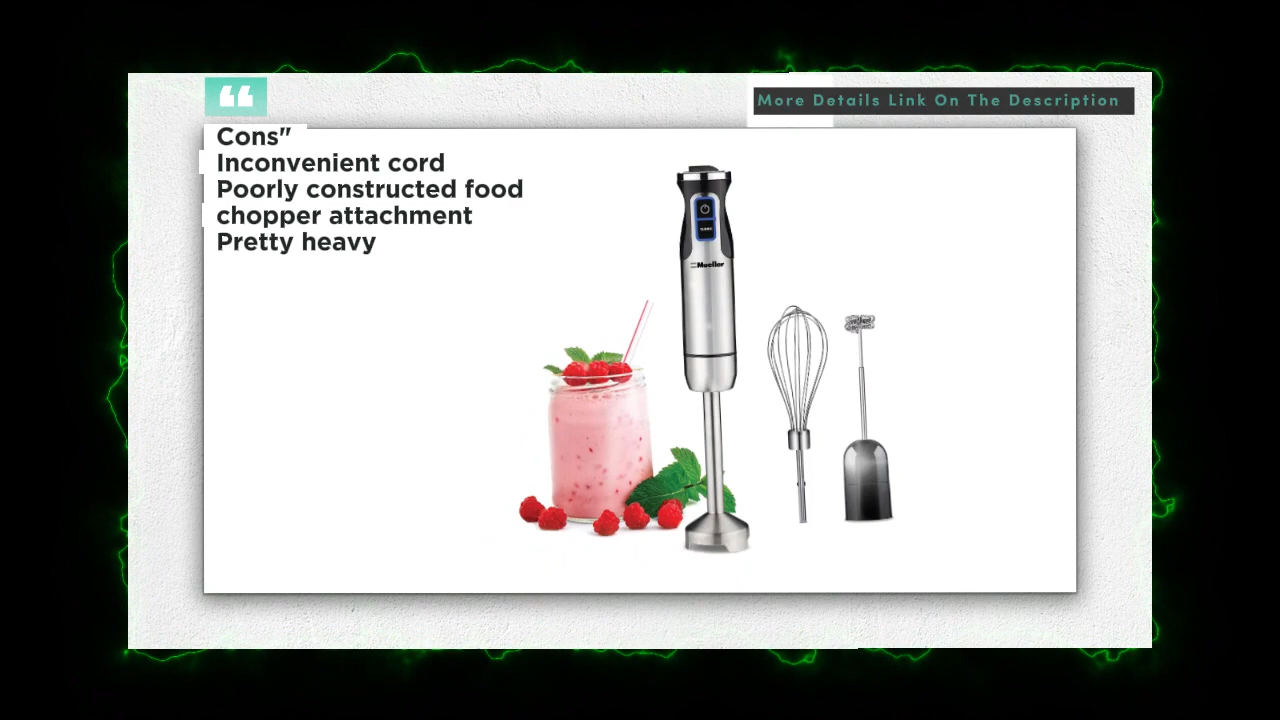 More Details Link On The Description
Cons"
Inconvenient cord
Poorly constructed food
chopper attachment
Pretty heavy
Mueller